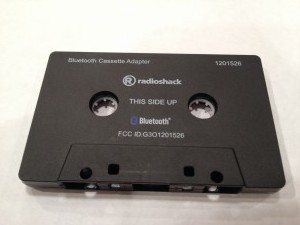 Bluetooth Cassette Adapter 1201526
R radioshack
THIS SIDE UP
Bluetooth®
FCC ID:G3O1201526